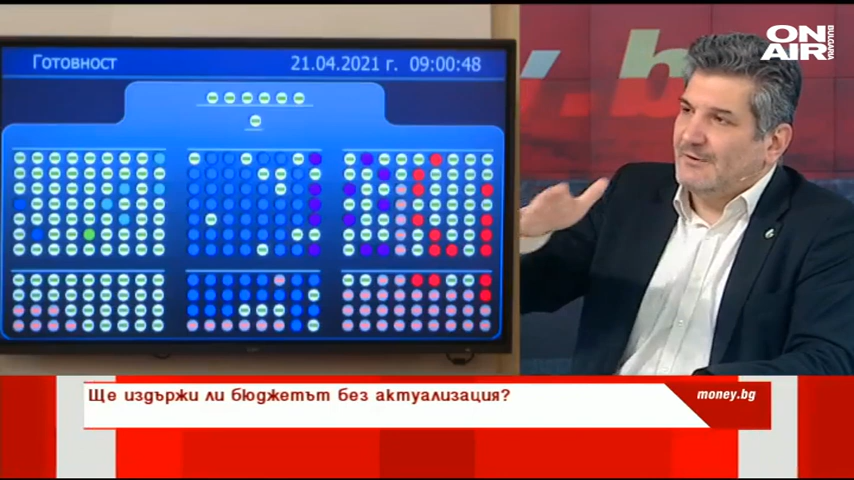 Готовност
21.04.2021 г. 09:00:48
ON
AIR
BULGARIA
Ще издържи ли бюджетът без актуализация?
money.bg